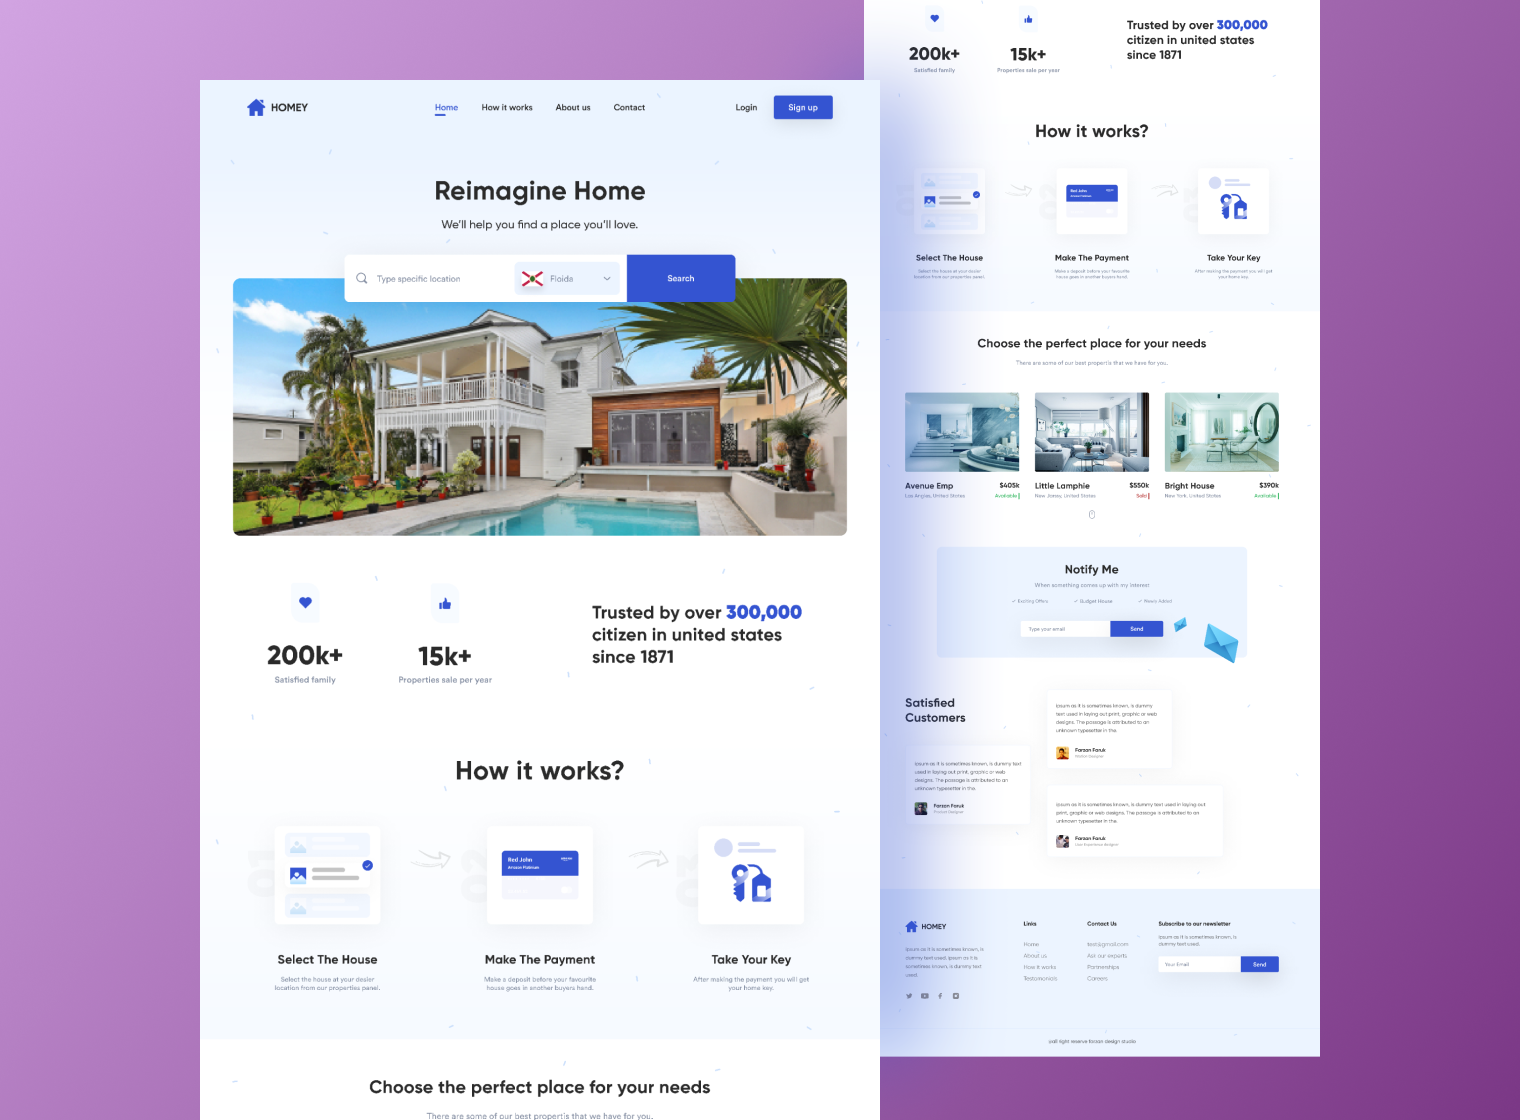 HOMEY
Home
How it works
About us
Contact
Login
Sign up
Reimagine Home
We'll help you find a place you'll love.
Type specific location
Floida
Search
200k+
Satisfied family
15k+
Properties sale per year
Trusted by over 300,000
citizen in united states
since 1871
How it works?
Red John
Select The House
Select the house at your desier
location from our properties panel.
Make The Payment
Make a deposit before your favourite
house goes in another buyers hand.
Take Your Key
After making the payment you will get
your home key.
Choose the perfect place for your needs
There are some of our best propertis that we have for you.
200k+
Satisfied family
15k+
Properties sale per year
Trusted by over 300,000
citizen in united states
since 1871
How it works?
Red John
Select The House
Select the house at your desier
location from our properties panel.
Make The Payment
Make a deposit before your favourite
house goes in another buyers hand.
Take Your Key
After making the payment you will get
your home key.
Choose the perfect place for your needs
There are some of our best propertis that we have for you.
Avenue Emp
$405k
Los Angles, United States
Available
Little Lamphie
$550k
New Jersy, United States
Sold
Bright House
$390k
New York, United States
Available
Notify Me
When something comes up with my interest
Exciting Offers
Budget House
Newly Added
Type your email
Send
Satisfied
Customers
Ipsum as it is sometimes known, is dummy
text used in laying out print, graphic or web
designs. The passage is attributed to an
unknown typesetter in the.
Farzan Faruk
Product Designer
Ipsum as it is sometimes known, is dummy text
used in laying out print, graphic or web
designs. The passage is attributed to an
unknown typesetter in the.
Farzan Faruk
Product Designer
Ipsum as it is sometimes known, is dummy text used in laying out
print, graphic or web designs. The passage is attributed to an
unknown typesetter in the.
Farzan Faruk
User Experience designer
HOMEY
Ipsum as it is sometimes known, is
dummy text used. Ipsum as it is
sometimes known, is dummy text
used.
Links
Home
About us
How it works
Testomonials
Contact Us
test@gmail.com
Ask our experts
Partnerships
Careers
Subscribe to our newsletter
Ipsum as it is sometimes known, is
dummy text used.
Your Email
Send
@all right reserve farzan design studio